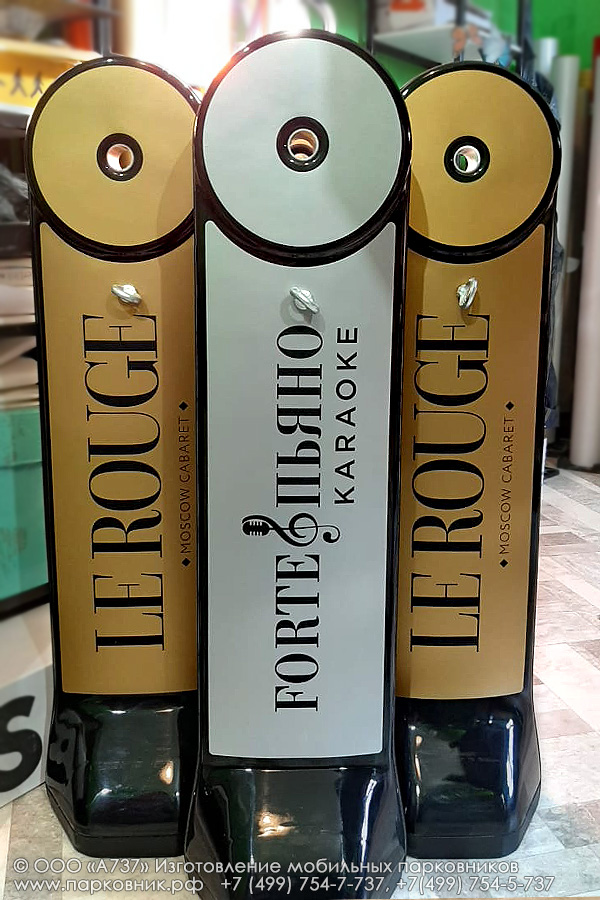 LE ROUGE
MOSCOW CABARET
FORTE ПЬЯНО
KARAOKE
LE ROUGE
MOSCOW CABARET
S
© ООО «А737» Изготовление мобильных парковников
www.парковник.рф +7 (499) 754-7-737, +7(499) 754-5-737